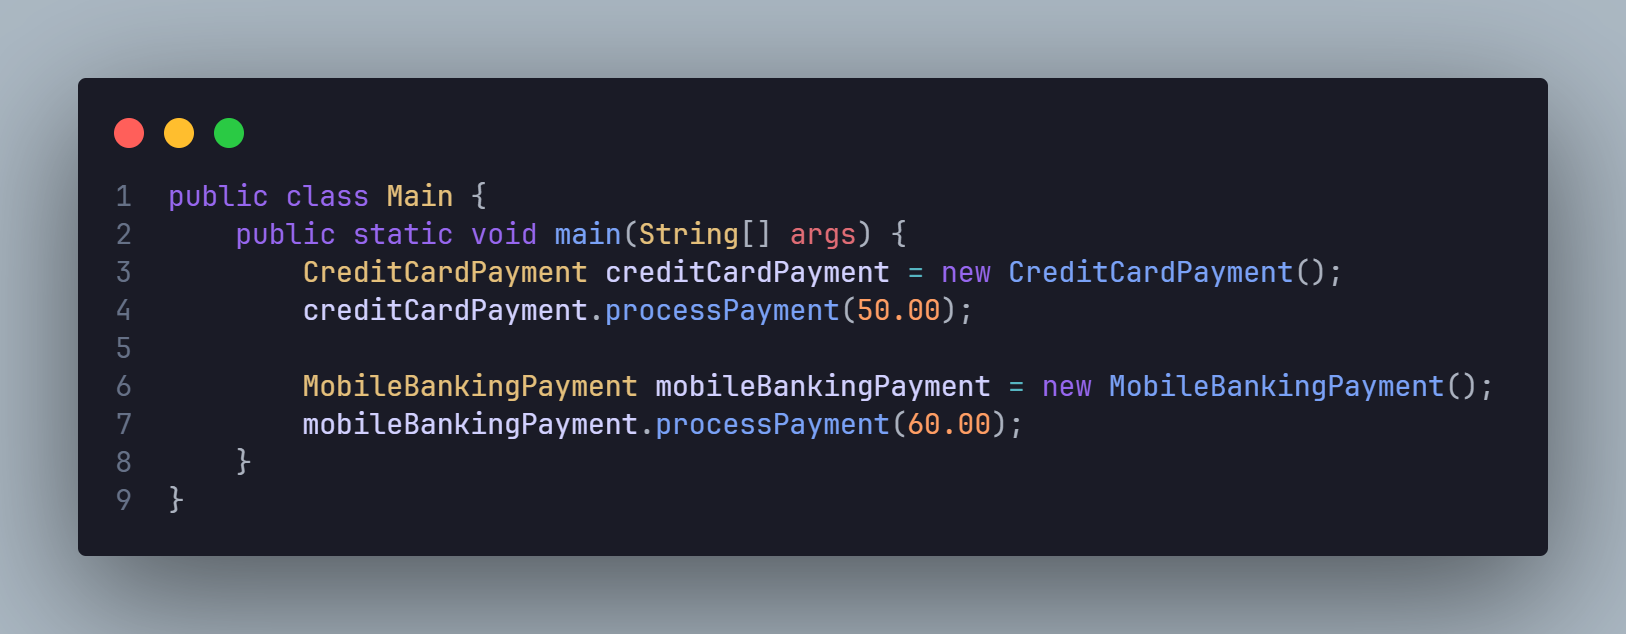 1 public class Main {
2     public static void main(String[] args) {
3         CreditCardPayment creditCardPayment = new CreditCardPayment();
4         creditCardPayment.processPayment(50.00);
5
6         MobileBankingPayment mobileBankingPayment = new MobileBankingPayment();
7         mobileBankingPayment.processPayment(60.00);
8     }
9 }